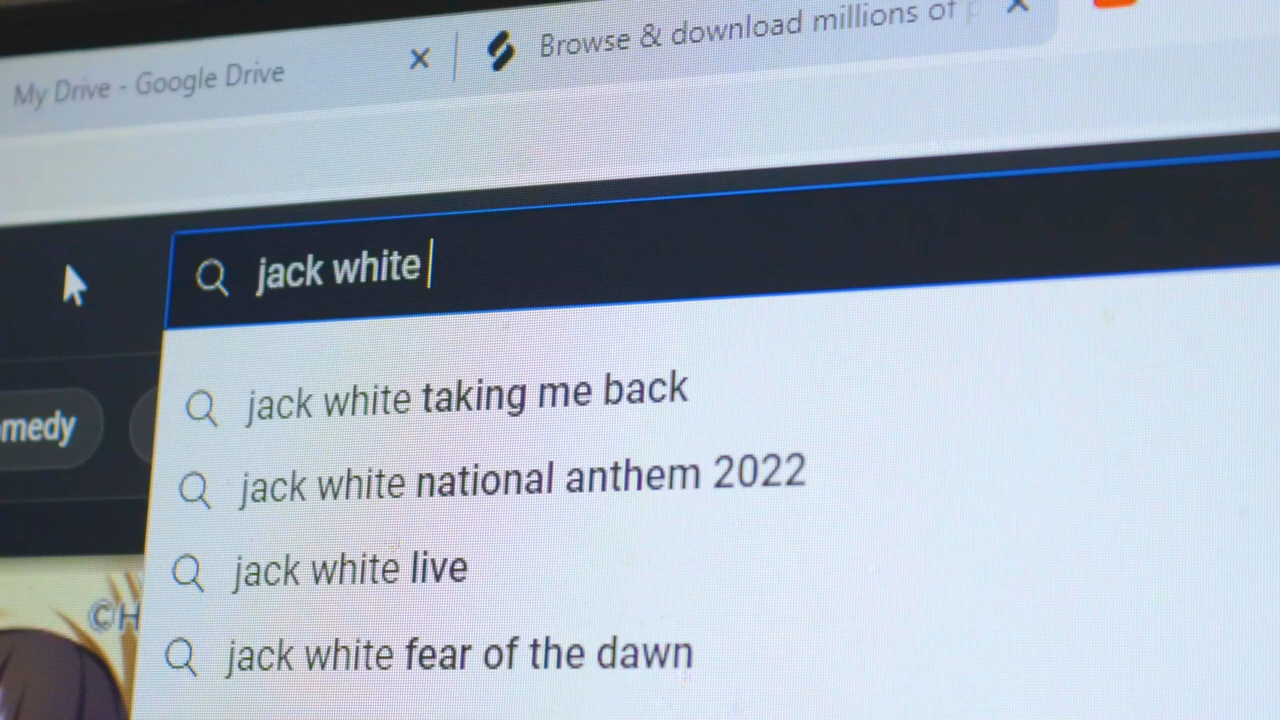 My Drive - Google Drive
Browse & download millions of
jack white
jack white taking me back
jack white national anthem 2022
medy
jack white live
©H
jack white fear of the dawn